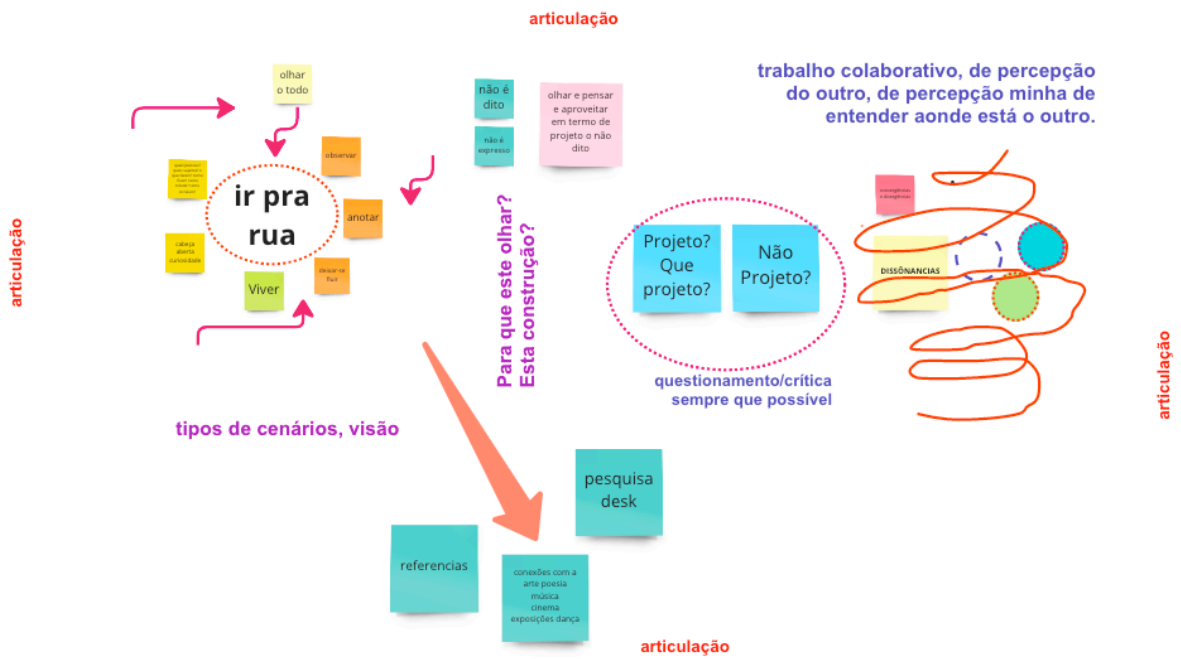 articulação
olhar
o todo
observar
ir pra
rua
anotar
cabeça
aberta
curiosidade
deixar-se
fluir
Viver
não é
dito
não é
expresso
olhar e pensar
e aproveitar
em termo de
projeto o não
dito
trabalho colaborativo, de percepção
do outro, de percepção minha de
entender aonde está o outro.
articulação
Para que este olhar?
Esta construção?
Projeto?
Que
projeto?
Não
Projeto?
convergências
e divergências
DISSÔNANCIAS
questionamento/crítica
sempre que possível
articulação
tipos de cenários, visão
pesquisa
desk
referencias
conexões com a
arte poesia
música
cinema
exposições dança
articulação